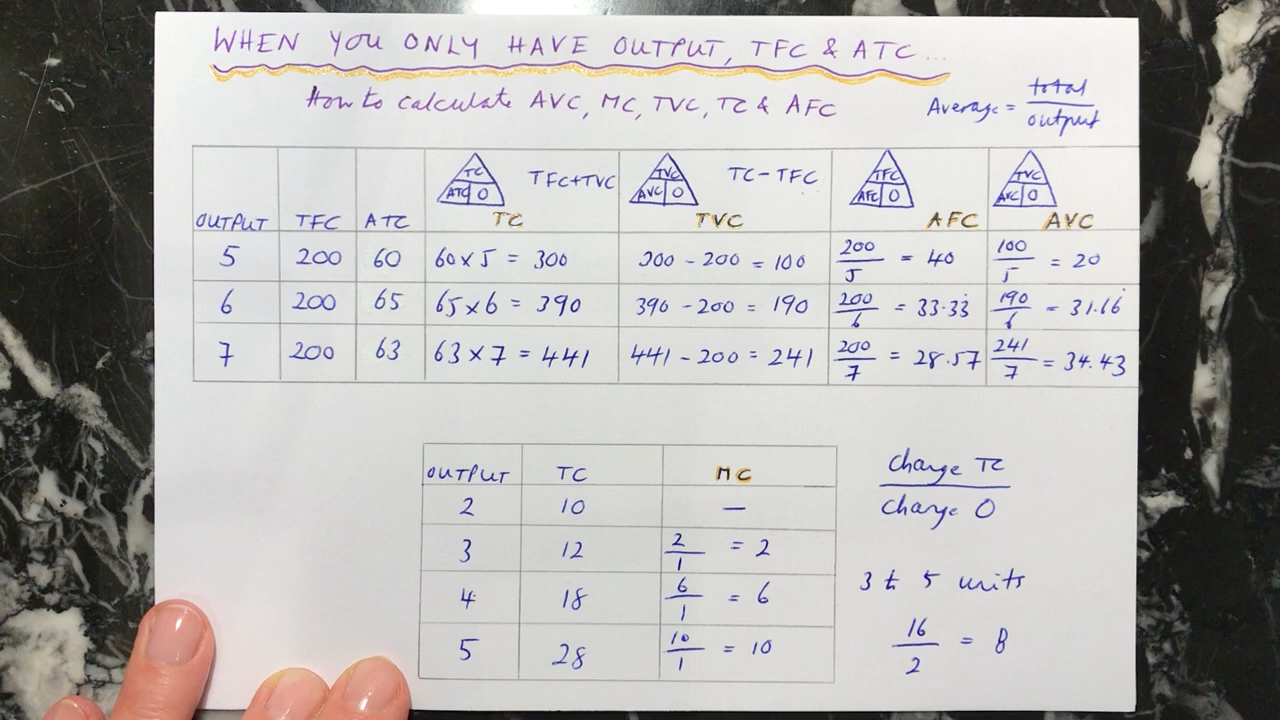 WHEN YOU ONLY HAVE OUTPUT, TFC & ATC...
How to calculate AVC, MC, TVC, TC & AFC
Average = total / output
TC ATC O TFC+TVC TVC AVC O TC-TFC TFC AFC O TVC AVC O
OUTPUT TFC ATC TC TVC AFC AVC
5 200 60 60 x 5 = 300 300 - 200 = 100 200/5 = 40 100/5 = 20
6 200 65 65 x 6 = 390 390 - 200 = 190 200/6 = 33.33̇ 190/6 = 31.66̇
7 200 63 63 x 7 = 441 441 - 200 = 241 200/7 = 28.57 241/7 = 34.43
OUTPUT TC MC
2 10 —
3 12 2/1 = 2
4 18 6/1 = 6
5 28 10/1 = 10
Change TC
change O
3 to 5 units
16/2 = 8